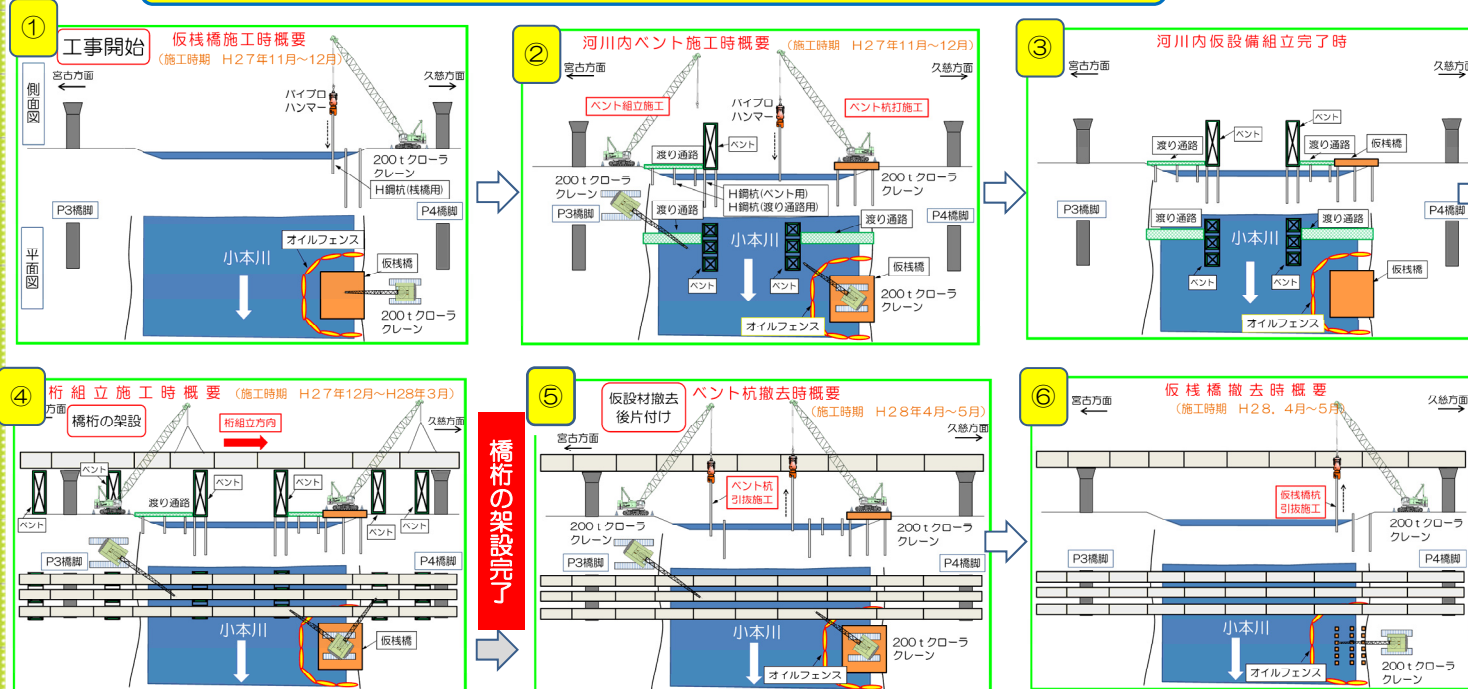 ①
工事開始
仮桟橋施工時概要
(施工時期 H27年11月～12月)
宮古方面
久慈方面
側面図
バイブロ
ハンマー
200tクローラ
クレーン
H鋼杭(桟橋用)
P3橋脚
P4橋脚
平面図
オイルフェンス
小本川
仮桟橋
200tクローラ
クレーン
②
河川内ベント施工時概要
(施工時期 H27年11月～12月)
宮古方面
久慈方面
ベント組立施工
バイブロ
ハンマー
ベント杭打施工
渡り通路
ベント
仮桟橋
200tクローラ
クレーン
200tクローラ
クレーン
H鋼杭(ベント用)
H鋼杭(渡り通路用)
P3橋脚
渡り通路
渡り通路
P4橋脚
小本川
ベント
ベント
仮桟橋
200tクローラ
クレーン
オイルフェンス
③
河川内仮設備組立完了時
宮古方面
久慈方面
渡り通路
ベント
ベント
渡り通路
仮桟橋
P3橋脚
P4橋脚
渡り通路
渡り通路
小本川
ベント
ベント
仮桟橋
オイルフェンス
④
桁組立施工時概要
(施工時期 H27年12月～H28年3月)
方面
橋桁の架設
桁組立方向
久慈方面
ベント
ベント
ベント
渡り通路
ベント
ベント
ベント
P3橋脚
P4橋脚
小本川
仮桟橋
橋桁の架設完了
⑤
仮設材撤去
後片付け
ベント杭撤去時概要
(施工時期 H28年4月～5月)
宮古方面
久慈方面
ベント杭
引抜施工
200tクローラ
クレーン
200tクローラ
クレーン
P3橋脚
P4橋脚
小本川
200tクローラ
クレーン
オイルフェンス
⑥
仮桟橋撤去時概要
(施工時期 H28．4月～5月)
宮古方面
久慈方面
仮桟橋杭
引抜施工
200tクローラ
クレーン
P3橋脚
P4橋脚
小本川
オイルフェンス
200tクローラ
クレーン